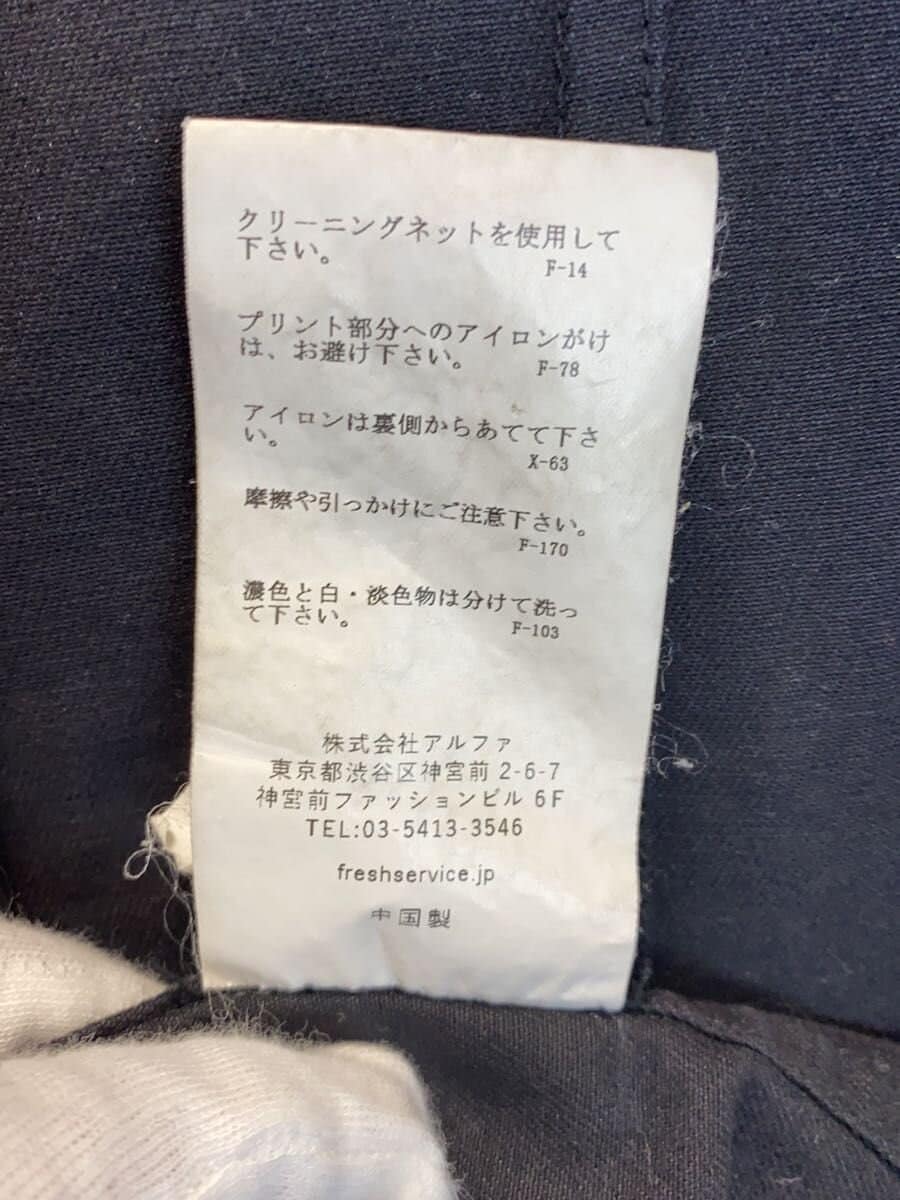 クリーニングネットを使用して
下さい。
F-14
プリント部分へのアイロンがけ
は、お避け下さい。
F-78
アイロンは裏側からあてて下さ
い。
X-63
摩擦や引っかけにご注意下さい。
F-170
濃色と白・淡色物は分けて洗っ
て下さい。
F-103
株式会社アルファ
東京都渋谷区神宮前 2-6-7
神宮前ファッションビル 6F
TEL:03-5413-3546
freshservice.jp
中国製